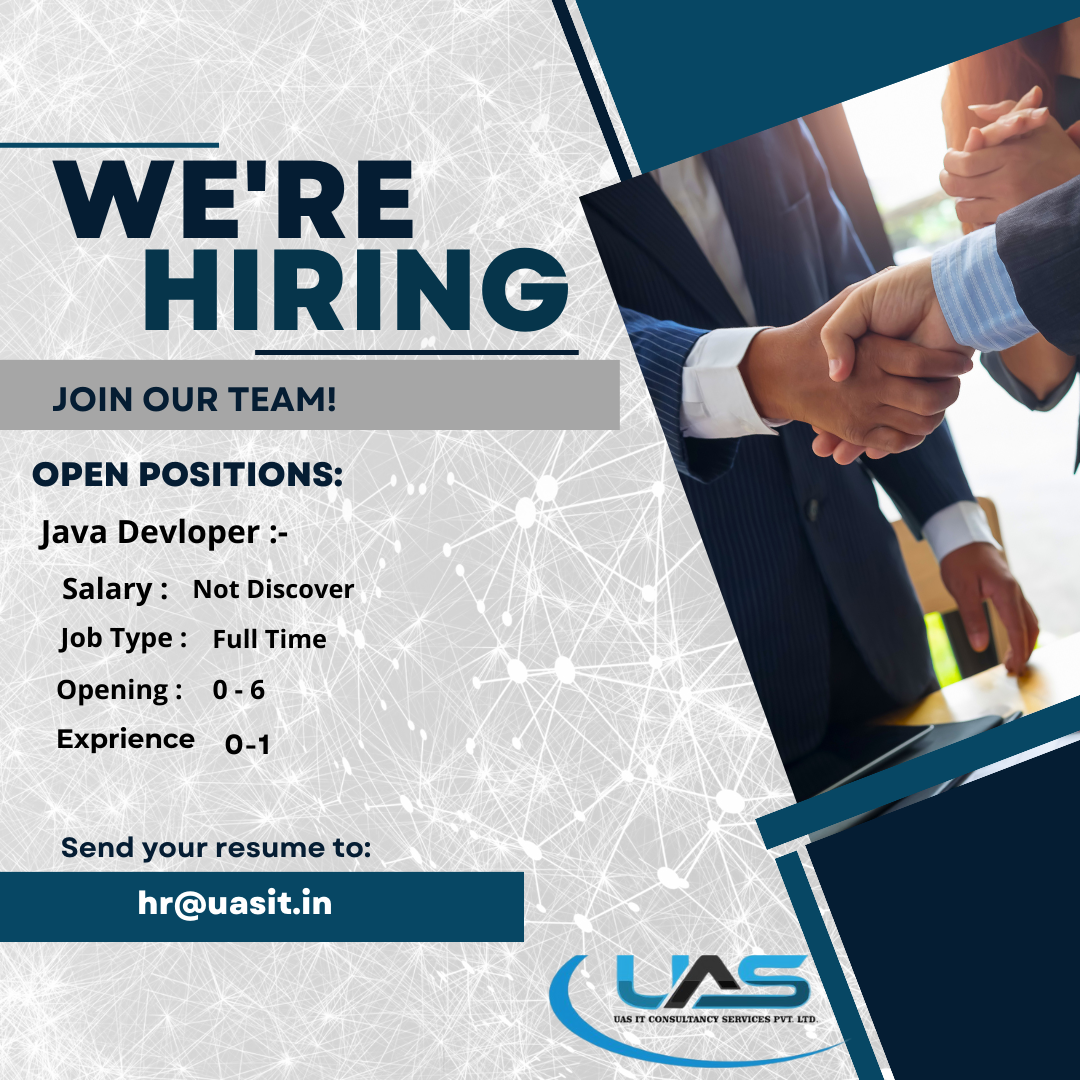 WE'RE
HIRING
JOIN OUR TEAM!
OPEN POSITIONS:
Java Devloper :-
Salary : Not Discover
Job Type : Full Time
Opening : 0 - 6
Exprience 0-1
Send your resume to:
hr@uasit.in
UAS
UAS IT CONSULTANCY SERVICES PVT. LTD.